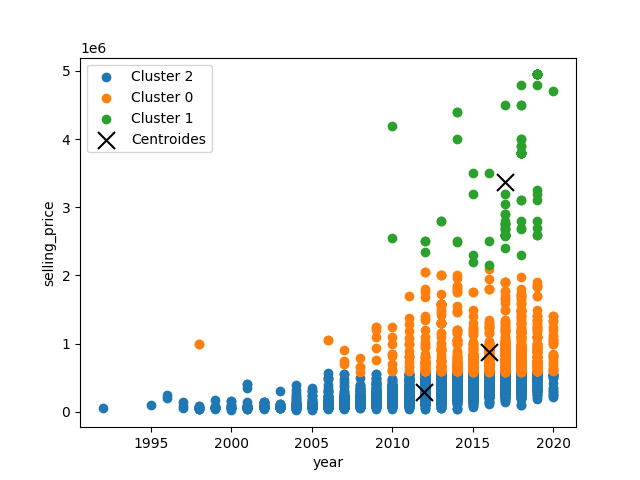 1e6
5
4
3
2
1
0
selling_price
Cluster 2
Cluster 0
Cluster 1
Centroides
1995 2000 2005 2010 2015 2020
year